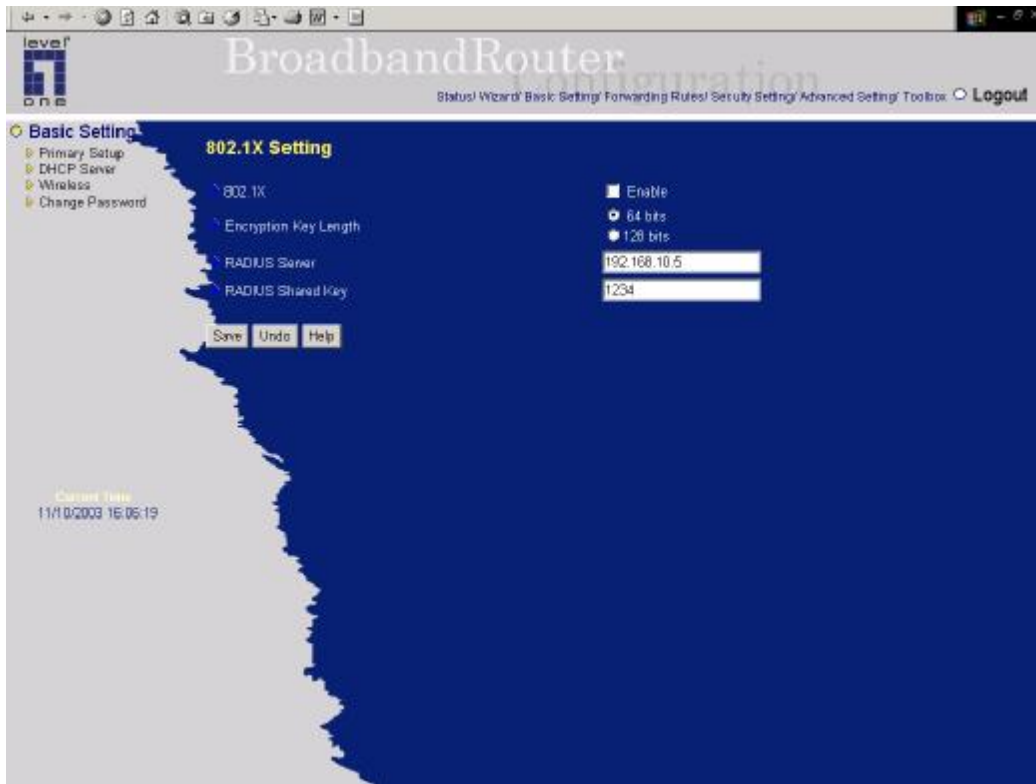 level
one
BroadbandRouter
Configuration
Status/ Wizard/ Basic Setting/ Forwarding Rules/ Security Setting/ Advanced Setting/ Toolbox
Logout
Basic Setting
Primary Setup
DHCP Server
Wireless
Change Password
802.1X Setting
802.1X
Enable
Encryption Key Length
64 bits
128 bits
RADIUS Server
192.168.10.5
RADIUS Shared Key
1234
Save Undo Help
Current Time
11/10/2003 16:06:19